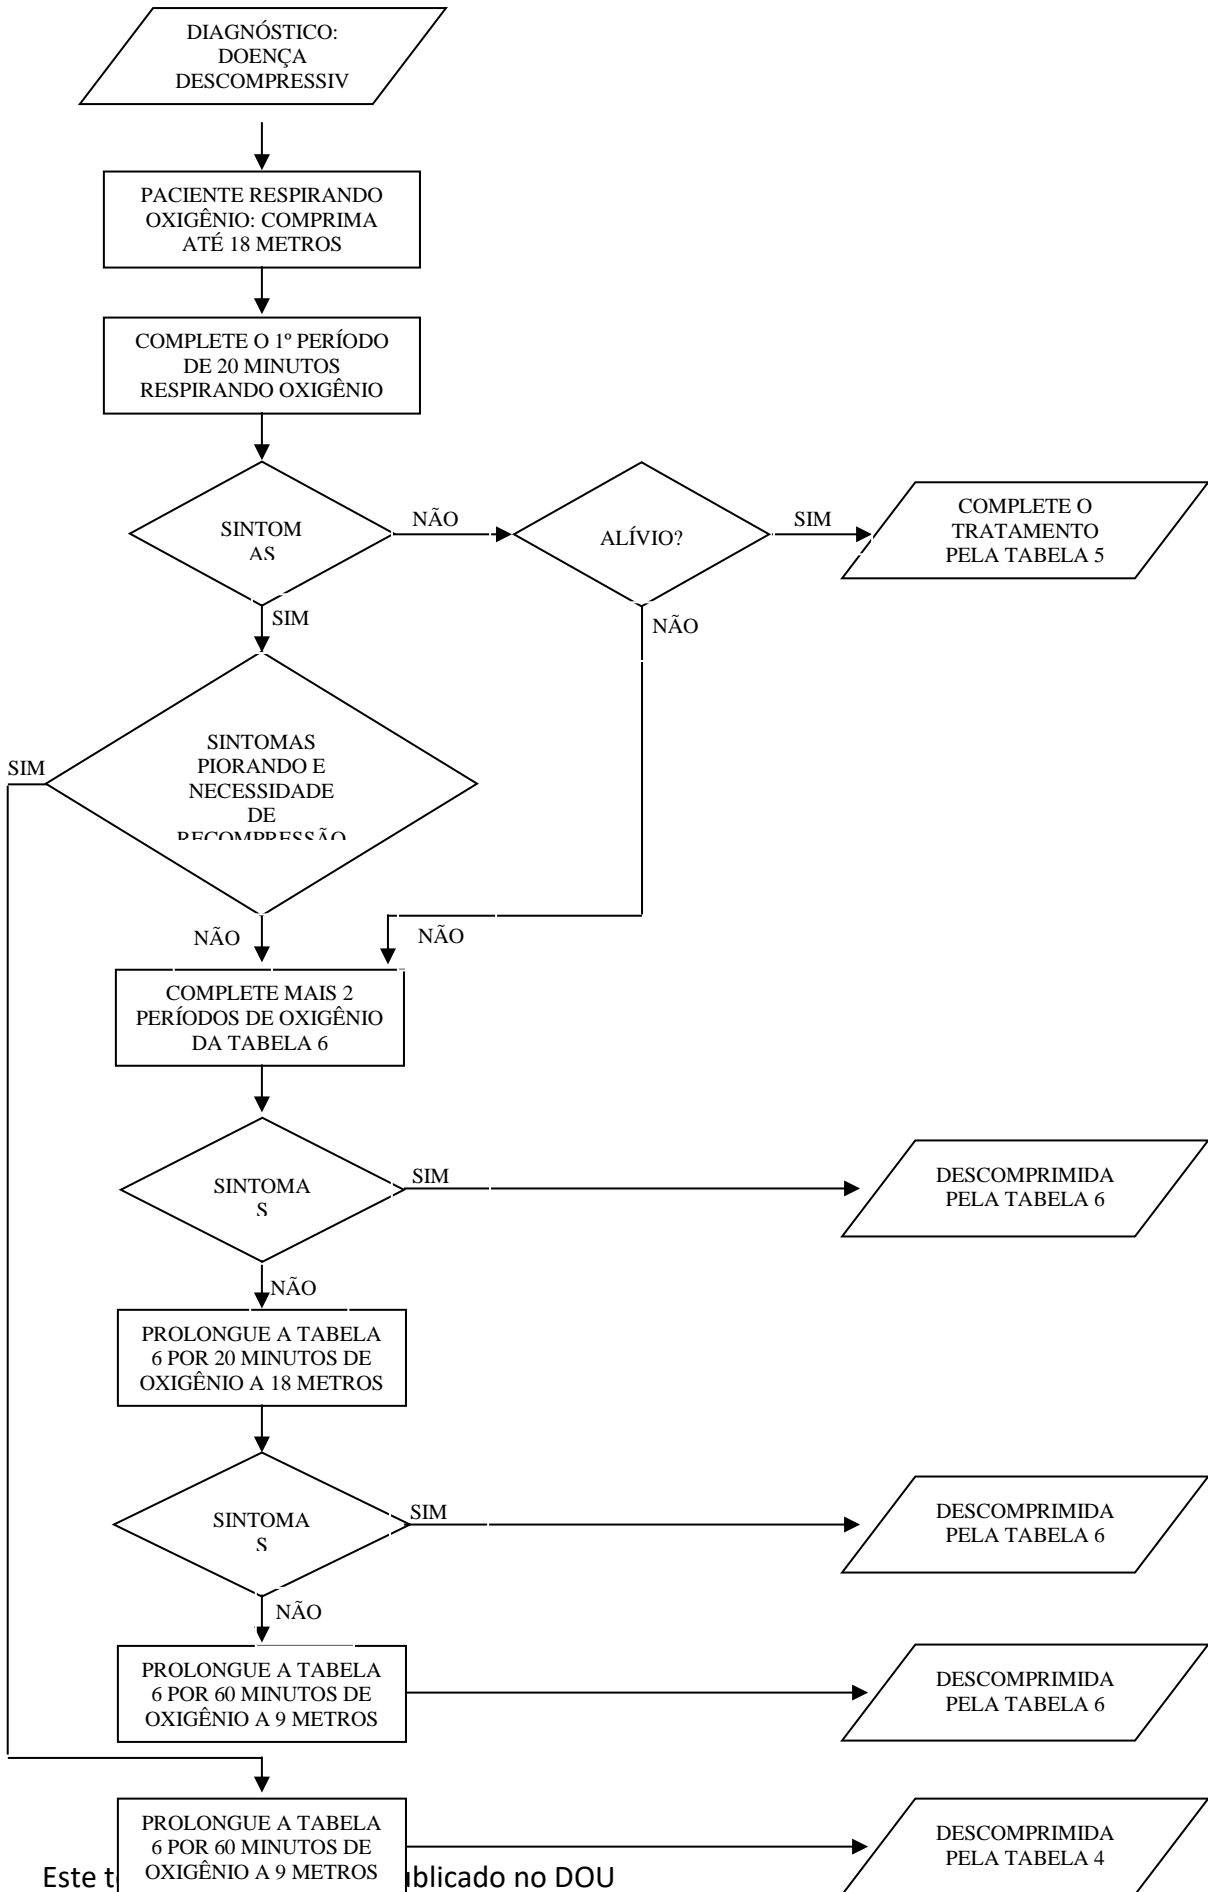 DIAGNÓSTICO:
DOENÇA
DESCOMPRESSIV
PACIENTE RESPIRANDO
OXIGÊNIO: COMPRIMA
ATÉ 18 METROS
COMPLETE O 1º PERÍODO
DE 20 MINUTOS
RESPIRANDO OXIGÊNIO
SINTOM
AS
NÃO
ALÍVIO?
SIM
COMPLETE O
TRATAMENTO
PELA TABELA 5
SIM
NÃO
SINTOMAS
PIORANDO E
NECESSIDADE
DE
RECOMPRESSÃO
SIM
NÃO
NÃO
COMPLETE MAIS 2
PERÍODOS DE OXIGÊNIO
DA TABELA 6
SINTOMA
S
SIM
DESCOMPRIMIDA
PELA TABELA 6
NÃO
PROLONGUE A TABELA
6 POR 20 MINUTOS DE
OXIGÊNIO A 18 METROS
SINTOMA
S
SIM
DESCOMPRIMIDA
PELA TABELA 6
NÃO
PROLONGUE A TABELA
6 POR 60 MINUTOS DE
OXIGÊNIO A 9 METROS
DESCOMPRIMIDA
PELA TABELA 6
PROLONGUE A TABELA
6 POR 60 MINUTOS DE
OXIGÊNIO A 9 METROS
DESCOMPRIMIDA
PELA TABELA 4
Este no DOU